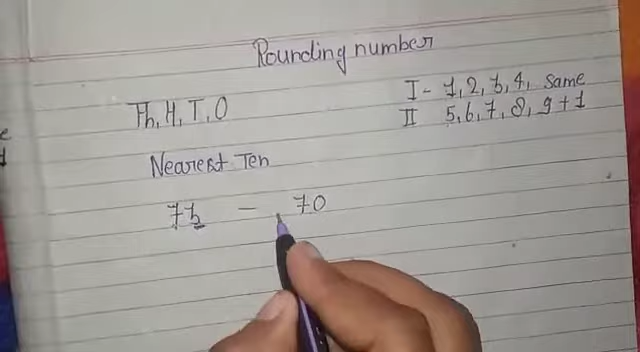 Rounding number
I - 1, 2, 3, 4, same
Th, H, T, O
II 5, 6, 7, 8, 9 + 1
Nearest Ten
73 - 70